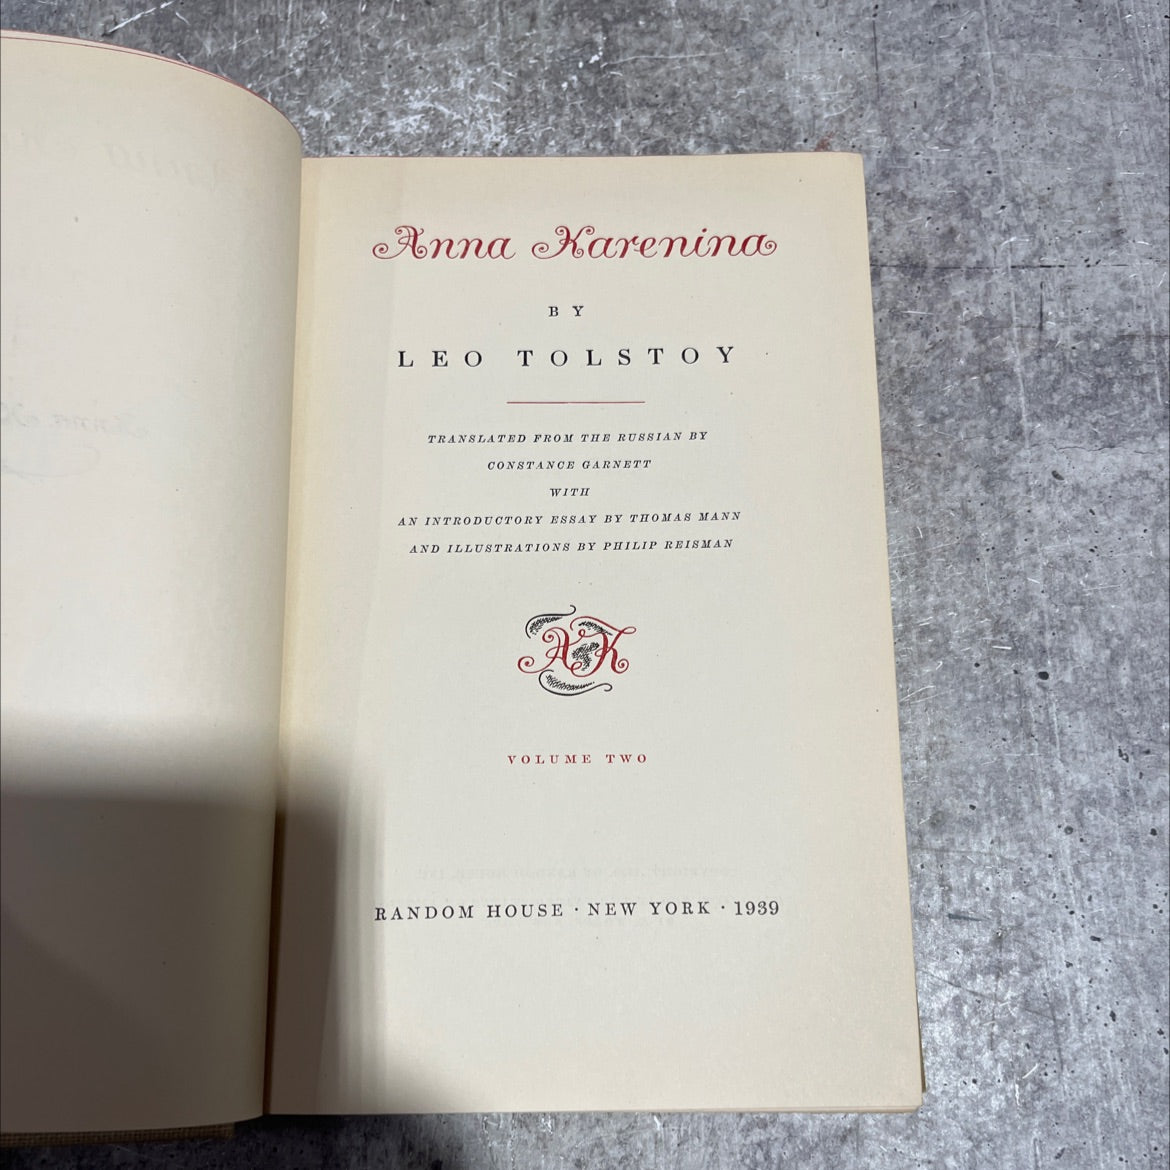 Anna Karenina
BY
LEO TOLSTOY
TRANSLATED FROM THE RUSSIAN BY
CONSTANCE GARNETT
WITH
AN INTRODUCTORY ESSAY BY THOMAS MANN
AND ILLUSTRATIONS BY PHILIP REISMAN
AK
VOLUME TWO
RANDOM HOUSE · NEW YORK · 1939